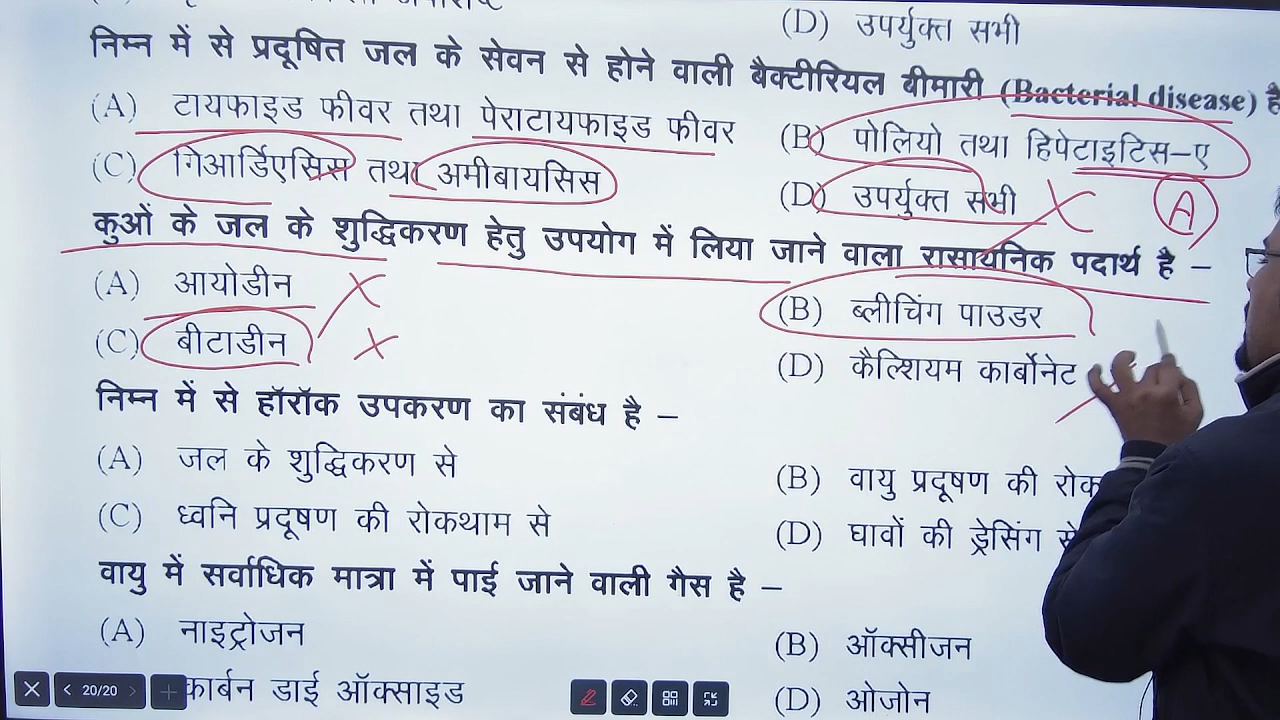 (D) उपर्युक्त सभी
निम्न में से प्रदूषित जल के सेवन से होने वाली बैक्टीरियल बीमारी (Bacterial disease) है
(A) टायफाइड फीवर तथा पेराटायफाइड फीवर
(B) पोलियो तथा हिपेटाइटिस–ए
(C) गिआर्डिएसिस तथा अमीबायसिस
(D) उपर्युक्त सभी
A
कुओं के जल के शुद्धिकरण हेतु उपयोग में लिया जाने वाला रासायनिक पदार्थ है –
(A) आयोडीन
(B) ब्लीचिंग पाउडर
(C) बीटाडीन
(D) कैल्शियम कार्बोनेट
निम्न में से हॉरॉक उपकरण का संबंध है –
(A) जल के शुद्धिकरण से
(B) वायु प्रदूषण की रोक
(C) ध्वनि प्रदूषण की रोकथाम से
(D) घावों की ड्रेसिंग से
वायु में सर्वाधिक मात्रा में पाई जाने वाली गैस है –
(A) नाइट्रोजन
(B) ऑक्सीजन
कार्बन डाई ऑक्साइड
(D) ओजोन
20/20